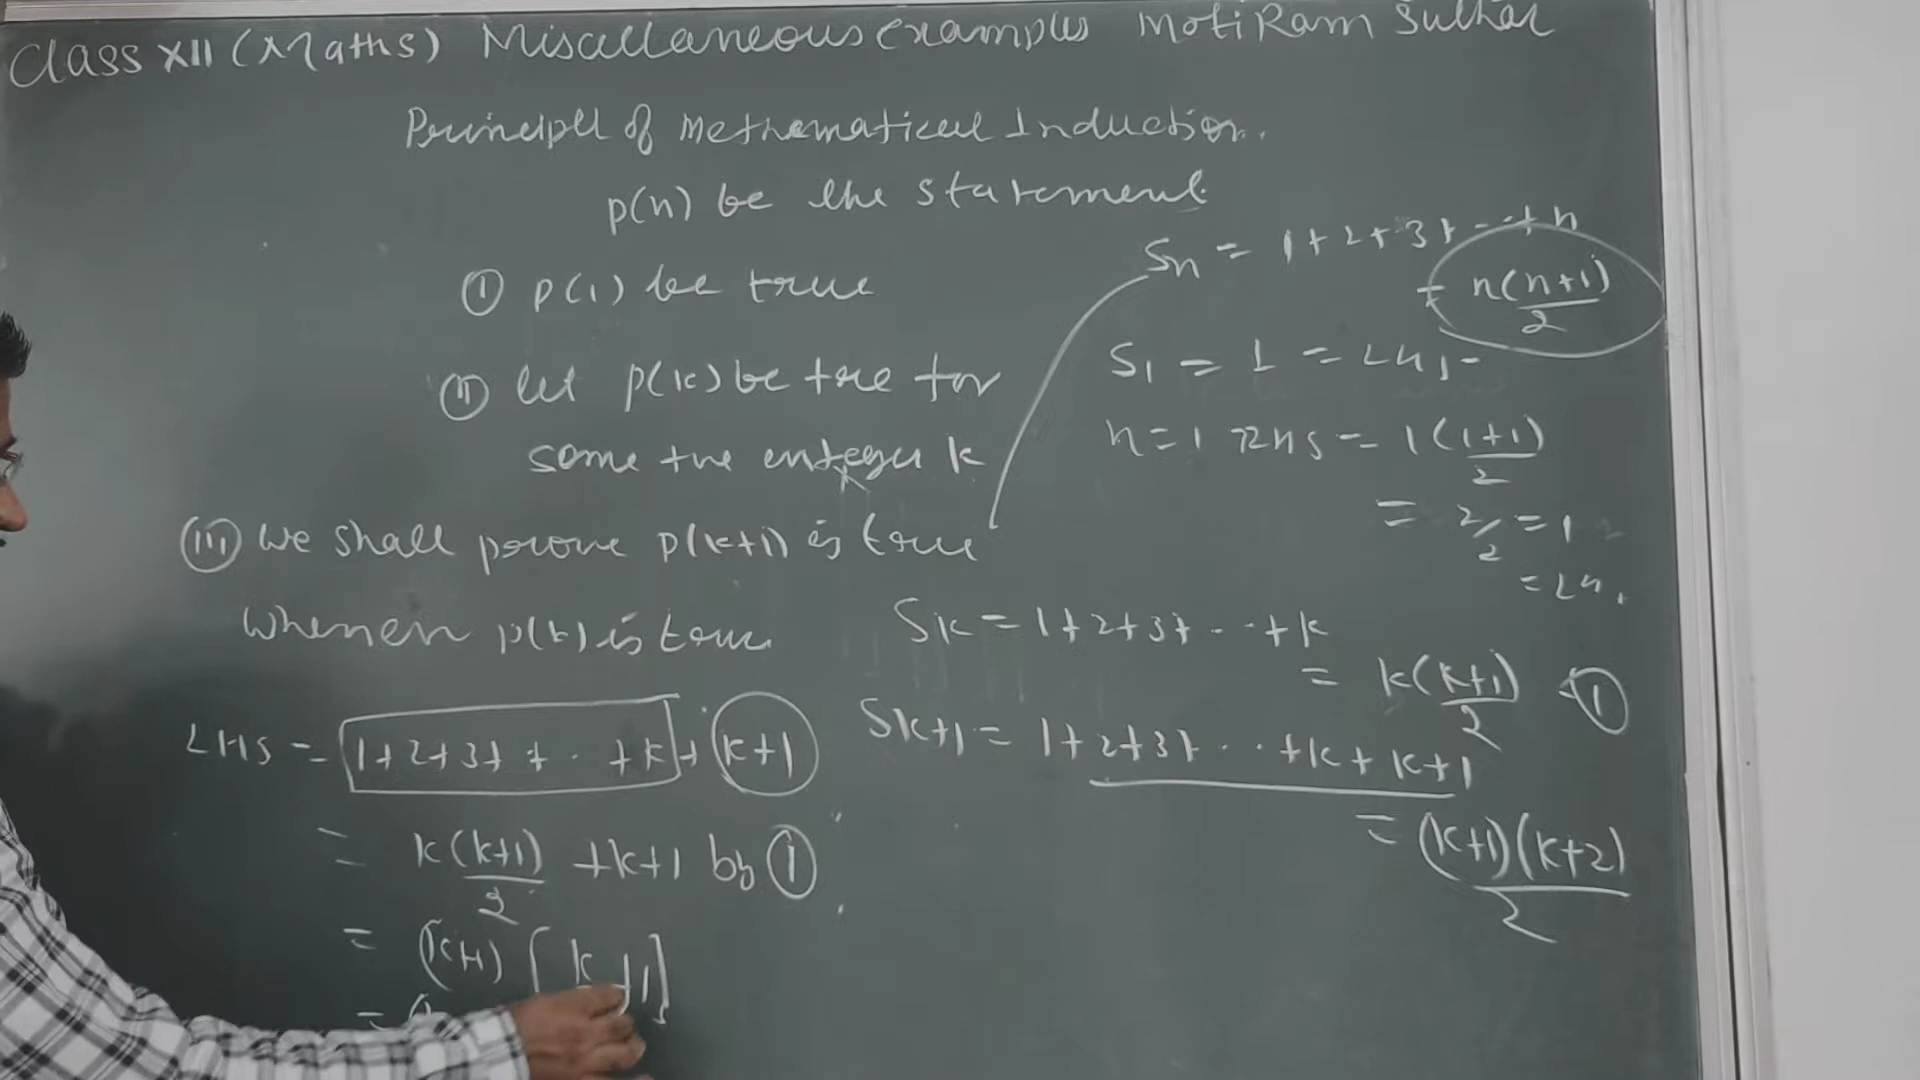 Class XII (Maths) Miscellaneous examples Moti Ram Suthar
Principle of Methematical Induction.
p(n) be the statement
① p(1) be true
② let p(k) be true for
some +ve integer k
(iii) We shall prove p(k+1) is true
whenever p(k) is true
LHS = 1+2+3+ + . . +k + k+1
= k(k+1)/2 + k+1 by ①
= (k+1) [k +1]
= (
Sn = 1+2+3+ - .. + n
= n(n+1)/2
S1 = 1 = LHS
n=1 RHS = 1(1+1)/2
= 2/2 = 1
= LH
Sk = 1+2+3+ . .. +k
= k(k+1)/2 ①
Sk+1 = 1+2+3+ . .. +k + k+1
= (k+1)(k+2)/2